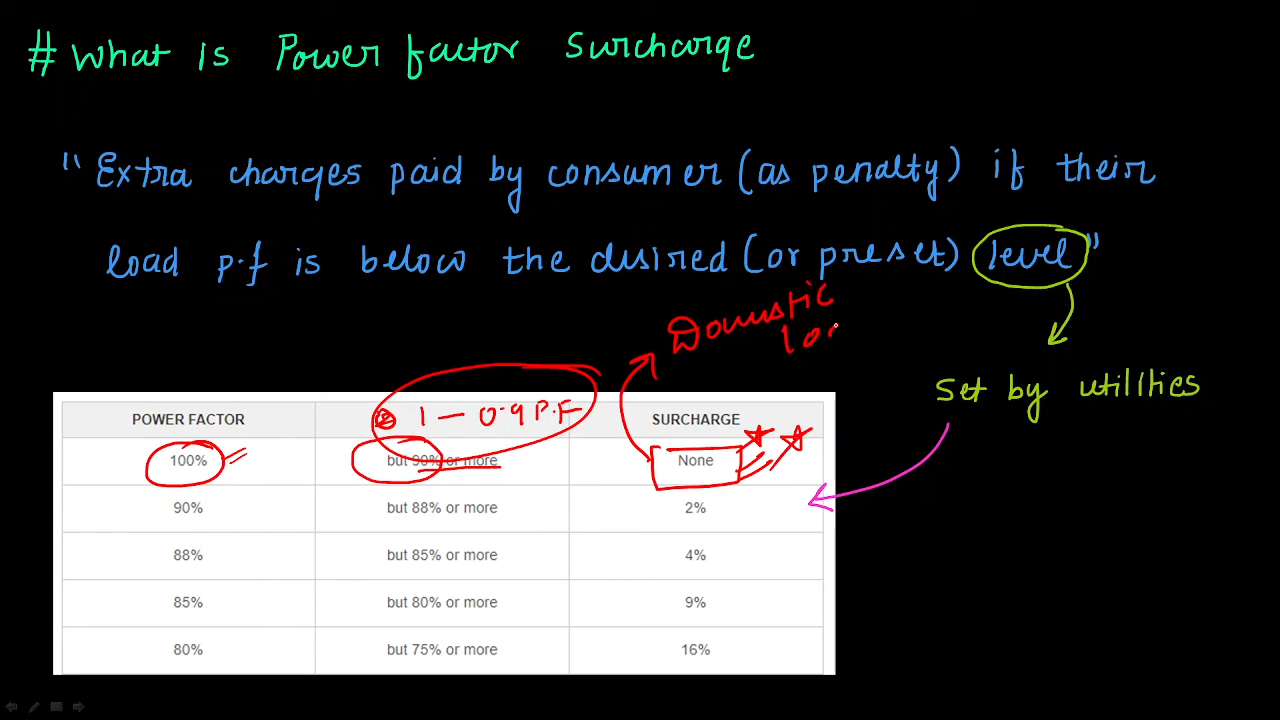 # What is Power factor Surcharge
" Extra charges paid by consumer (as penalty) if their
load p.f is below the desired (or preset) level"
Domestic
Set by utilities
POWER FACTOR 1 — 0.9 P.F SURCHARGE
100% but 90% or more None
90% but 88% or more 2%
88% but 85% or more 4%
85% but 80% or more 9%
80% but 75% or more 16%